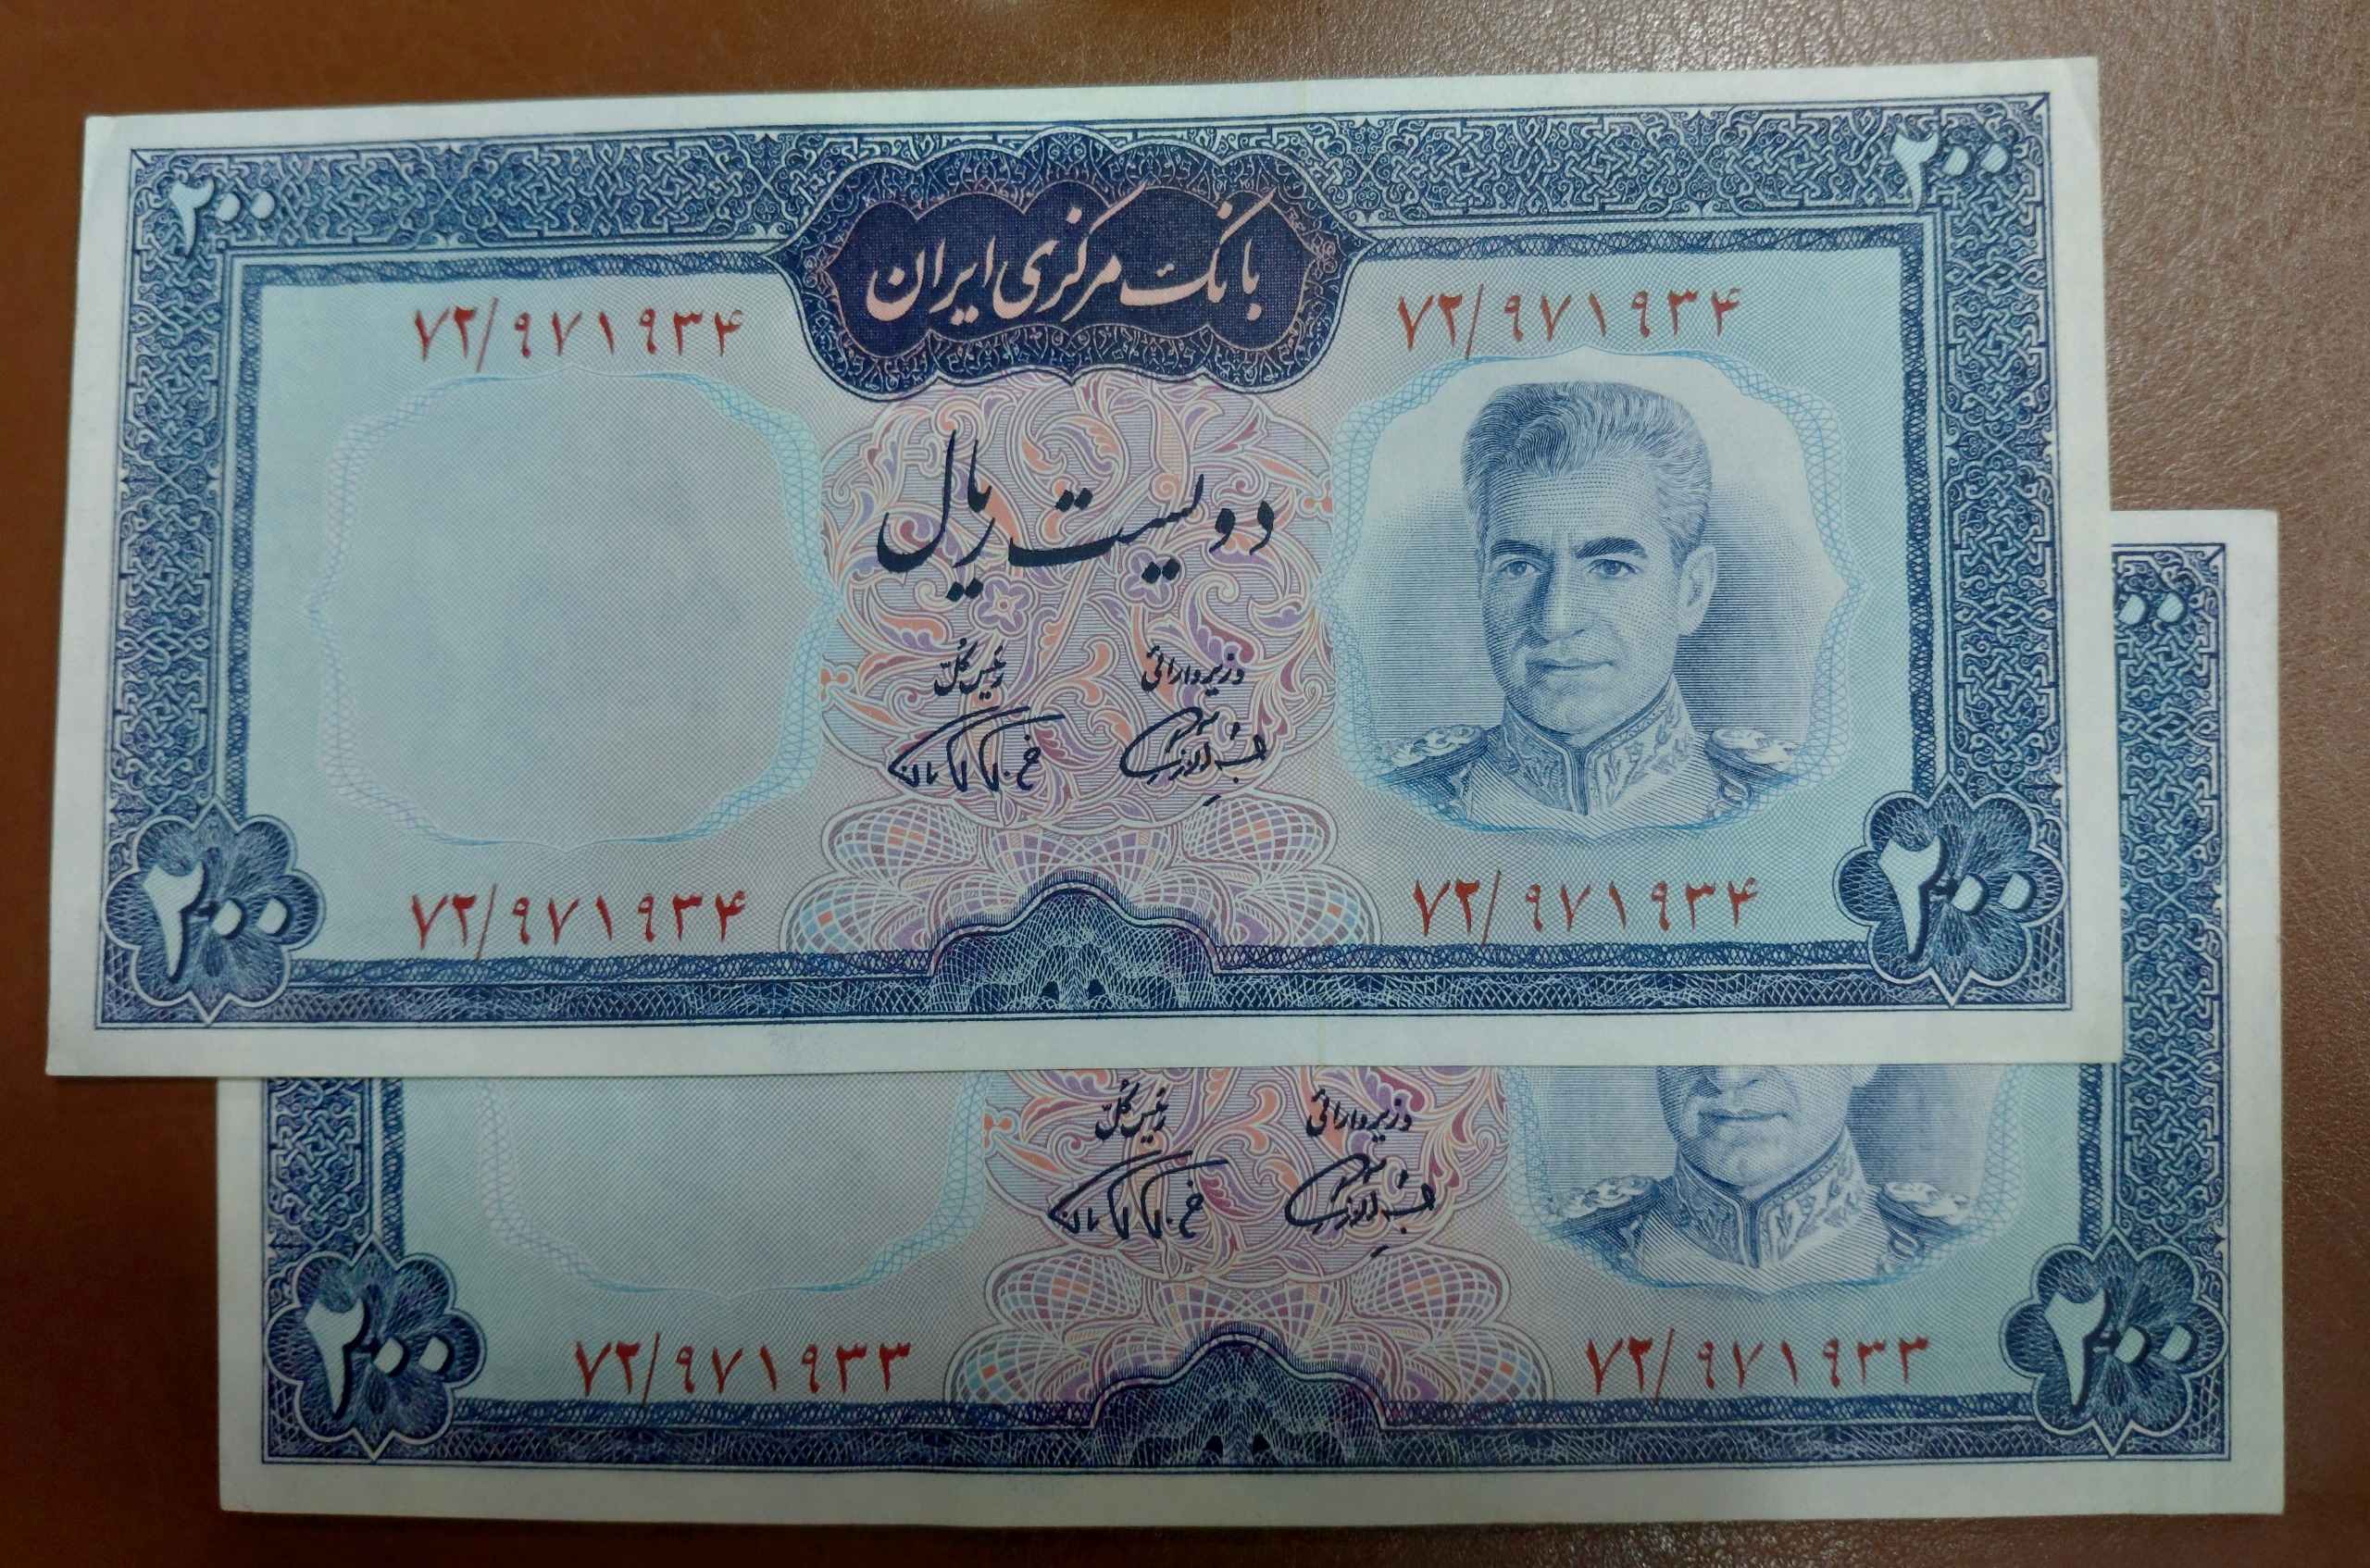 ۲۰۰ ۲۰۰
بانک مرکزی ایران
۷۲/۹۷۱۹۳۴ ۷۲/۹۷۱۹۳۴
دویست ریال
وزیر دارائی رئیس کل
۷۲/۹۷۱۹۳۴ ۷۲/۹۷۱۹۳۴
۲۰۰ ۲۰۰
وزیر دارائی رئیس کل
۷۲/۹۷۱۹۳۳ ۷۲/۹۷۱۹۳۳
۲۰۰ ۲۰۰